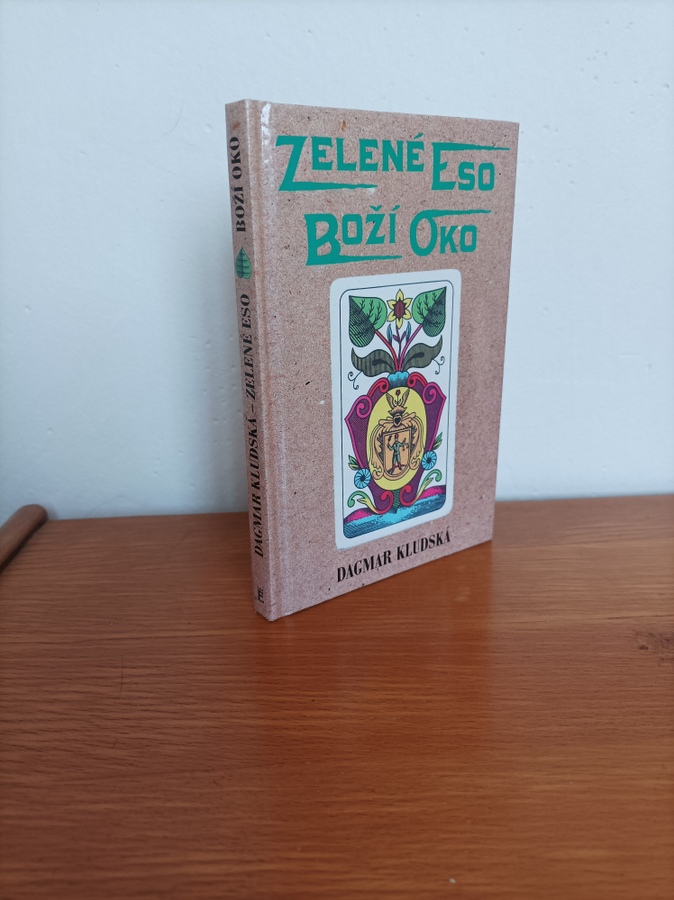 ZELENÉ ESO
BOŽÍ OKO
DAGMAR KLUDSKÁ
DAGMAR KLUDSKÁ - ZELENÉ ESO BOŽÍ OKO